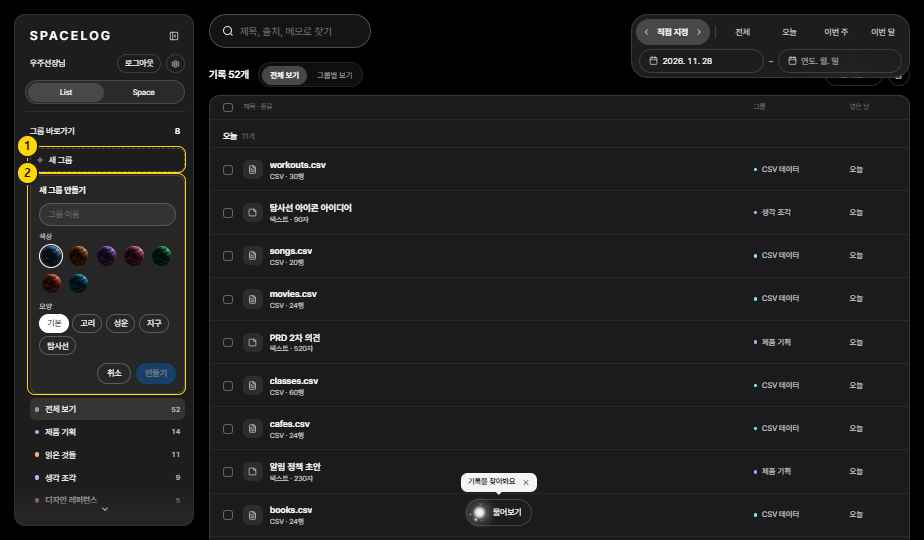 SPACELOG
우주선장님 로그아웃
List Space
그룹 바로가기 8
1
+ 새 그룹
2
새 그룹 만들기
그룹 이름
색상
모양
기본 고리 성운 지구
탐사선
취소 만들기
전체 보기 52
제품 기획 14
읽은 것들 11
생각 조각 9
디자인 레퍼런스 5
제목, 출처, 메모로 찾기
직접 지정 전체 오늘 이번 주 이번 달
2026. 11. 28 – 연도. 월. 일
기록 52개 전체 보기 그룹별 보기
제목 · 종류 그룹 넣은 날
오늘 11개
workouts.csv
CSV · 30행 CSV 데이터 오늘
탐사선 아이콘 아이디어
텍스트 · 90자 생각 조각 오늘
songs.csv
CSV · 20행 CSV 데이터 오늘
movies.csv
CSV · 24행 CSV 데이터 오늘
PRD 2차 의견
텍스트 · 520자 제품 기획 오늘
classes.csv
CSV · 60행 CSV 데이터 오늘
cafes.csv
CSV · 24행 CSV 데이터 오늘
알림 정책 초안
텍스트 · 230자 제품 기획 오늘
기록을 찾아봐요
books.csv
CSV · 24행 CSV 데이터 오늘
물어보기